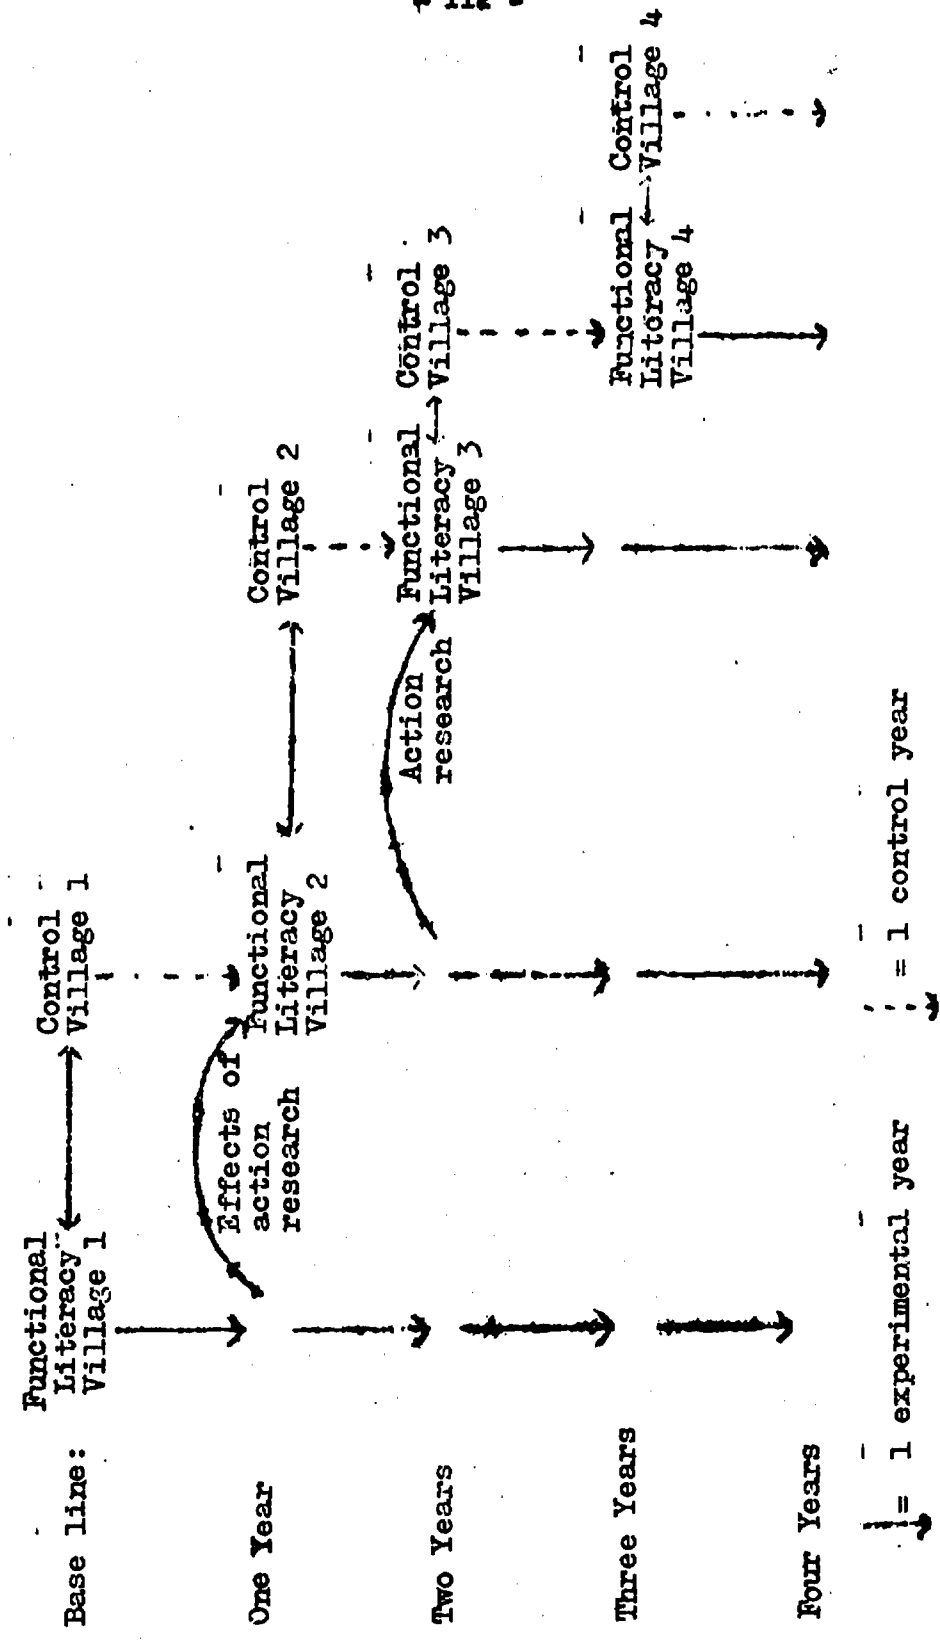 Functional
Literacy
Village 1
Control
Village 1
Base line:
Effects of
action
research
Functional
Literacy
Village 2
Control
Village 2
One Year
Action
research
Functional
Literacy
Village 3
Control
Village 3
Two Years
Functional
Literacy
Village 4
Control
Village 4
Three Years
Four Years
= 1 experimental year
= 1 control year